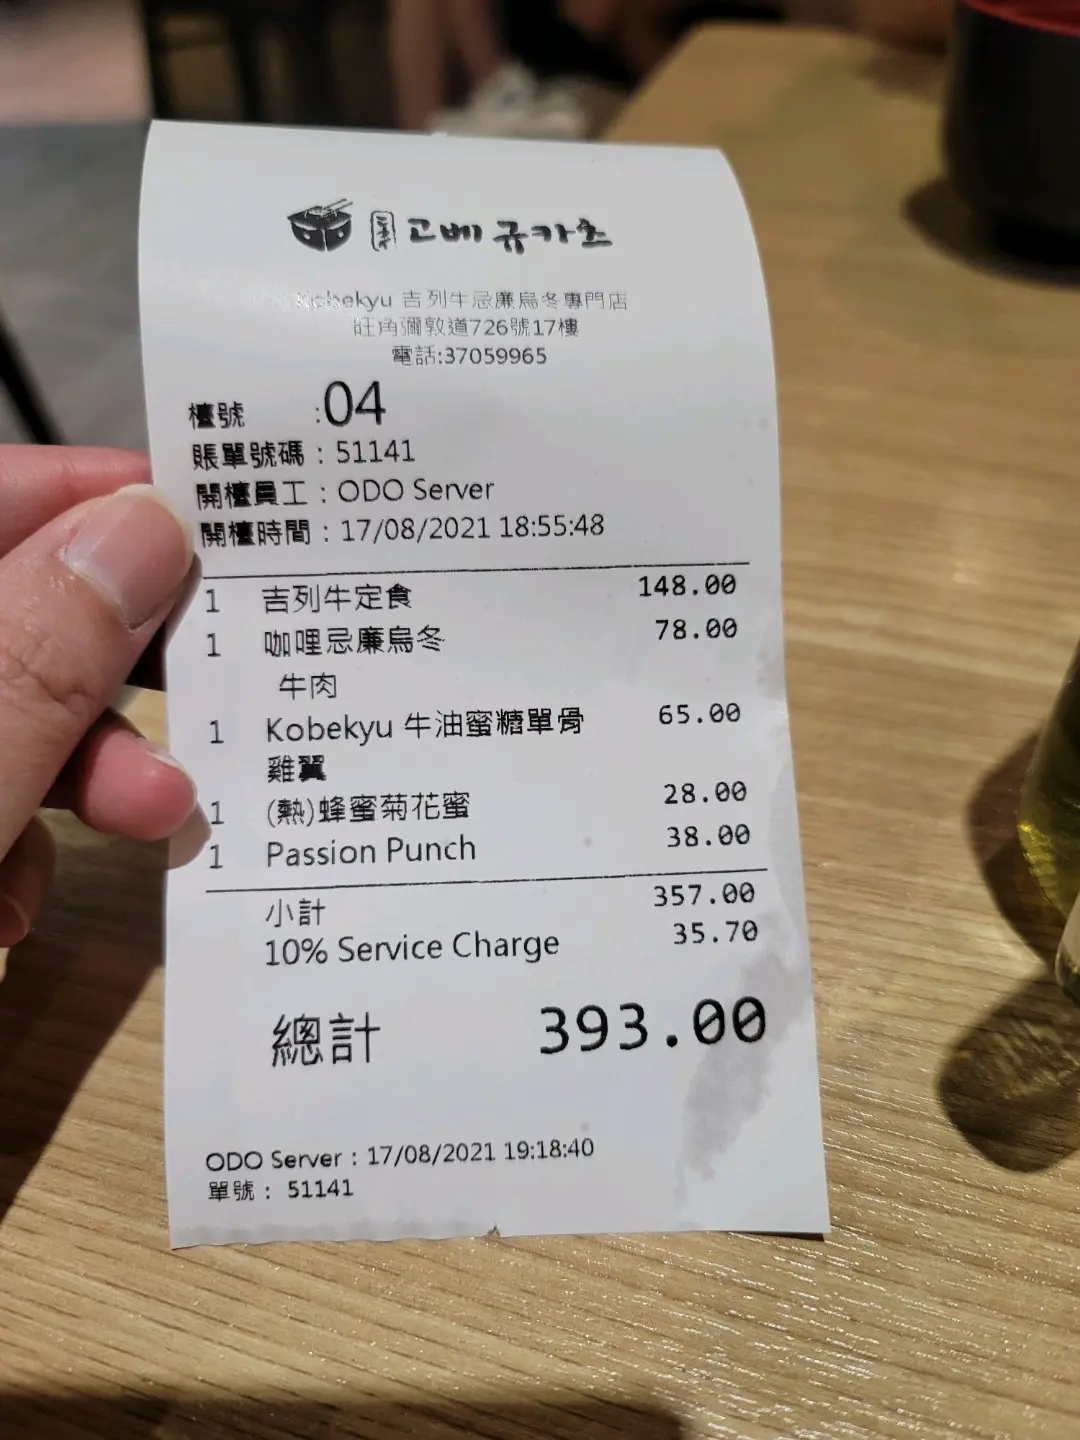 고베 규카츠
Kobekyu 吉列牛忌廉烏冬專門店
旺角彌敦道726號17樓
電話:37059965
檯號 :04
賬單號碼 : 51141
開檯員工 : ODO Server
開檯時間 : 17/08/2021 18:55:48
1 吉列牛定食 148.00
1 咖哩忌廉烏冬 78.00
牛肉
1 Kobekyu 牛油蜜糖單骨 65.00
雞翼
1 (熱)蜂蜜菊花蜜 28.00
1 Passion Punch 38.00
小計 357.00
10% Service Charge 35.70
總計 393.00
ODO Server : 17/08/2021 19:18:40
單號 : 51141